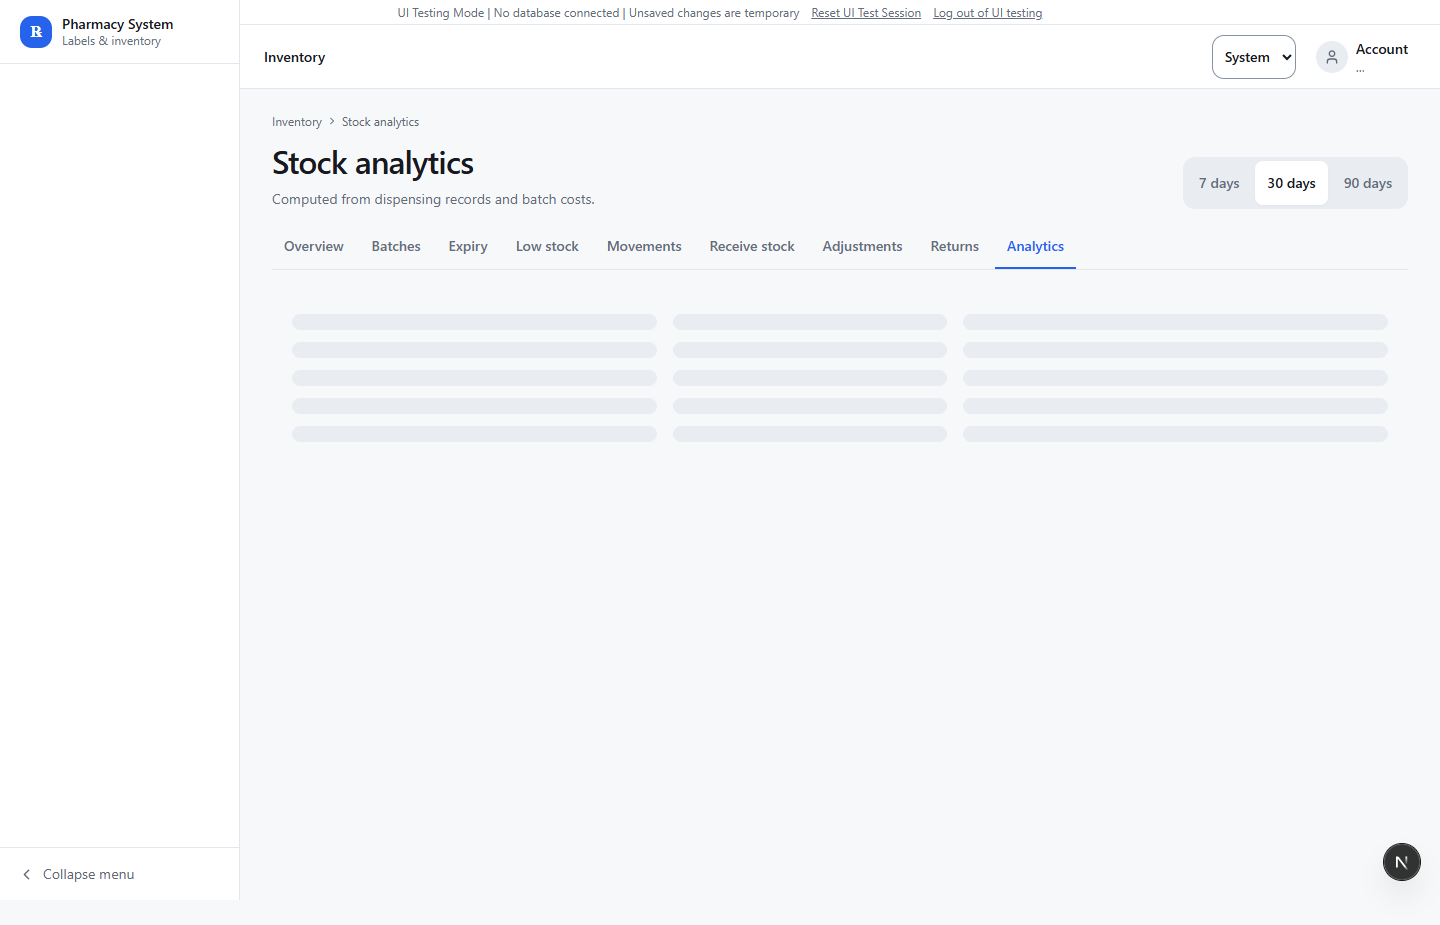 Pharmacy System
Labels & inventory
UI Testing Mode | No database connected | Unsaved changes are temporary Reset UI Test Session Log out of UI testing
Inventory
System
Account
...
Inventory > Stock analytics
Stock analytics
Computed from dispensing records and batch costs.
7 days 30 days 90 days
Overview Batches Expiry Low stock Movements Receive stock Adjustments Returns Analytics
Collapse menu
N